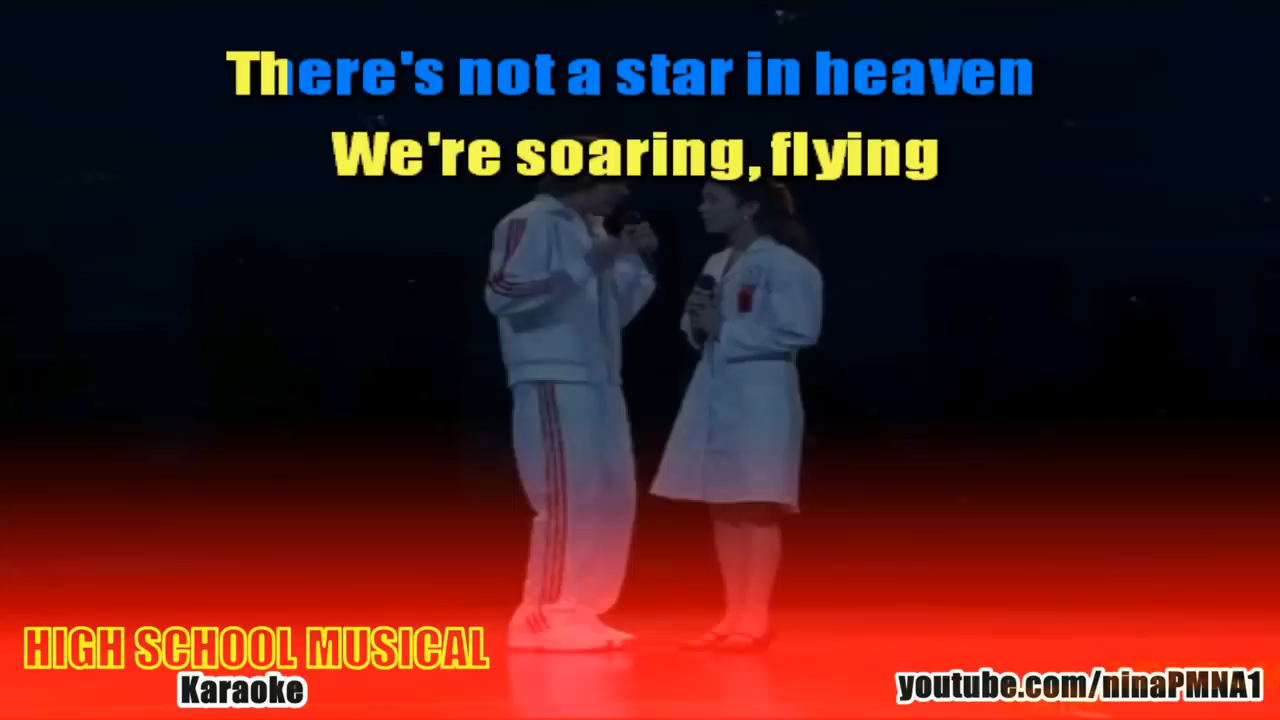 There's not a star in heaven
We're soaring, flying
HIGH SCHOOL MUSICAL
Karaoke
youtube.com/ninaPMNA1